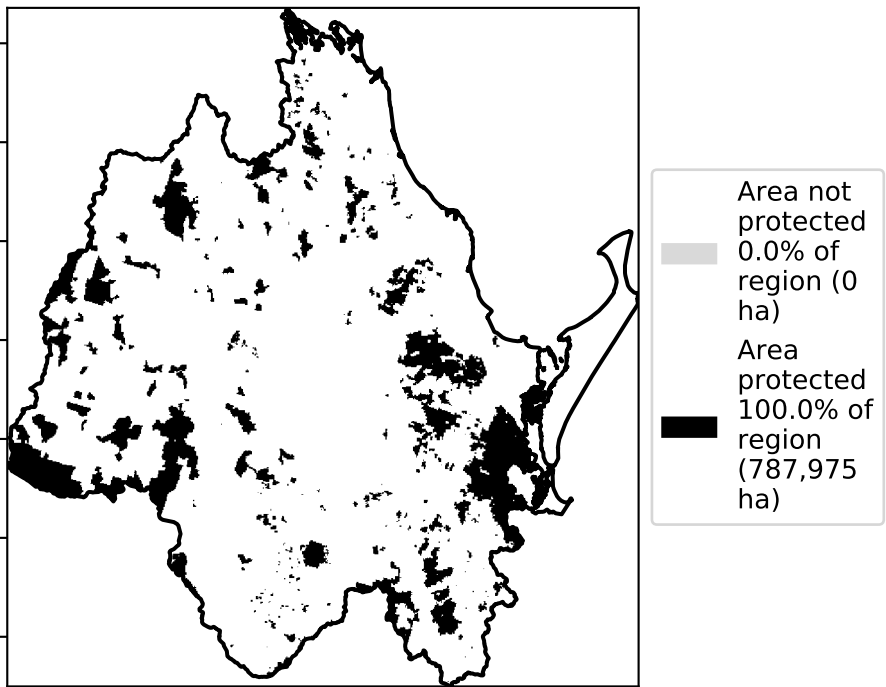 Area not
protected
0.0% of
region (0
ha)
Area
protected
100.0% of
region
(787,975
ha)